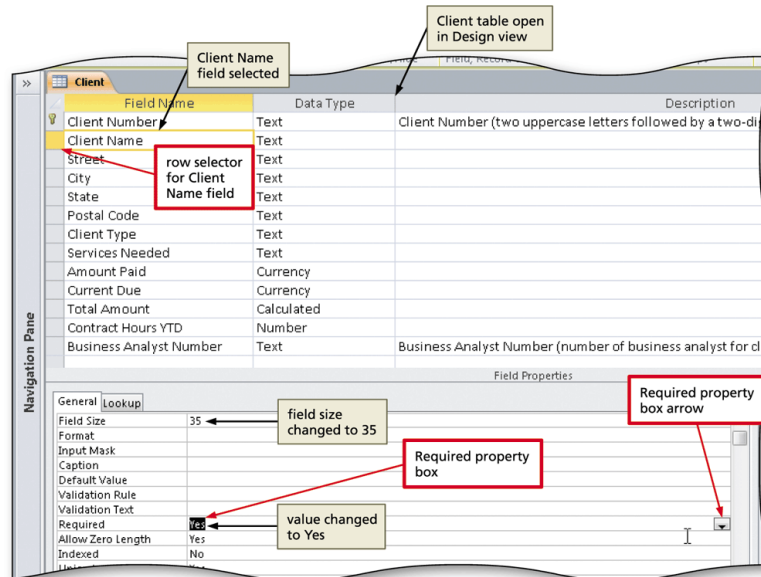 Client table open
in Design view
Client Name
field selected
Field, Record
»
Client
Field Name
Data Type
Description
Client Number
Text
Client Number (two uppercase letters followed by a two-di
Client Name
Text
Street
Text
row selector
for Client
Name field
City
Text
State
Text
Postal Code
Text
Client Type
Text
Services Needed
Text
Amount Paid
Currency
Current Due
Currency
Total Amount
Calculated
Contract Hours YTD
Number
Business Analyst Number
Text
Business Analyst Number (number of business analyst for cl
Navigation Pane
Field Properties
General
Lookup
Required property
box arrow
Field Size
35
field size
changed to 35
Format
Input Mask
Caption
Required property
box
Default Value
Validation Rule
Validation Text
Required
Yes
value changed
to Yes
Allow Zero Length
Yes
Indexed
No